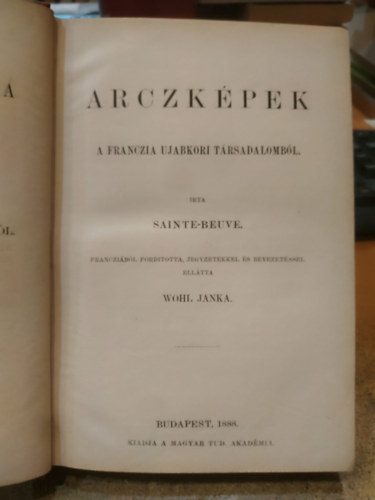 A
ÓL.
ARCZKÉPEK
A FRANCZIA UJABKORI TÁRSADALOMBÓL.
IRTA
SAINTE-BEUVE.
FRANCZIÁBÓL FORDITOTTA, JEGYZETEKKEL ÉS BEVEZETÉSSEL
ELLÁTTA
WOHL JANKA.
BUDAPEST, 1888.
KIADJA A MAGYAR TUD. AKADÉMIA.